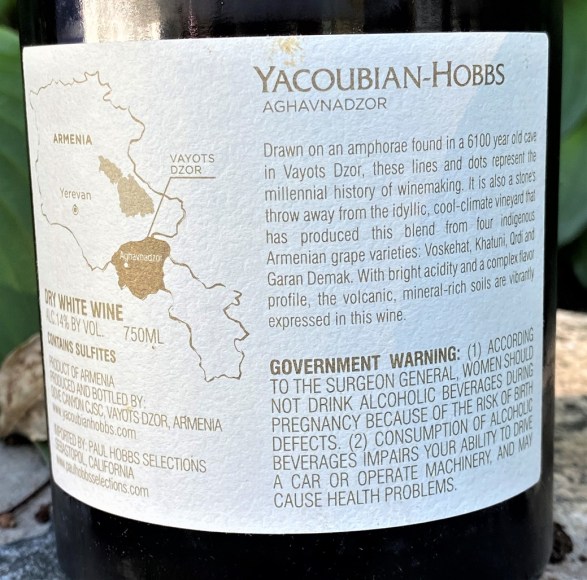 YACOUBIAN-HOBBS
AGHAVNADZOR
Drawn on an amphorae found in a 6100 year old cave
in Vayots Dzor, these lines and dots represent the
millennial history of winemaking. It is also a stone's
throw away from the idyllic, cool-climate vineyard that
has produced this blend from four indigenous
Armenian grape varieties: Voskehat, Khatuni, Qrdi and
Garan Demak. With bright acidity and a complex flavor
profile, the volcanic, mineral-rich soils are vibrantly
expressed in this wine.
ARMENIA
VAYOTS
DZOR
Yerevan
Aghavnadzor
DRY WHITE WINE
ALC 14% BY VOL.
750ML
CONTAINS SULFITES
PRODUCT OF ARMENIA
PRODUCED AND BOTTLED BY:
CJSC, VAYOTS DZOR, ARMENIA
www.yacoubianhobbs.com
IMPORTED BY: PAUL HOBBS SELECTIONS
SEBASTOPOL, CALIFORNIA
www.paulhobbsselections.com
GOVERNMENT WARNING: (1) ACCORDING
TO THE SURGEON GENERAL, WOMEN SHOULD
NOT DRINK ALCOHOLIC BEVERAGES DURING
PREGNANCY BECAUSE OF THE RISK OF BIRTH
DEFECTS. (2) CONSUMPTION OF ALCOHOLIC
BEVERAGES IMPAIRS YOUR ABILITY TO DRIVE
A CAR OR OPERATE MACHINERY, AND MAY
CAUSE HEALTH PROBLEMS.